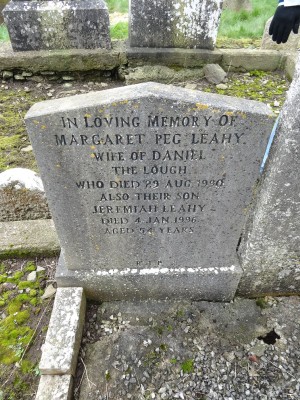 IN LOVING MEMORY OF
MARGARET PEG LEAHY
WIFE OF DANIEL
THE LOUGH
WHO DIED 29 AUG 1990
ALSO THEIR SON
JEREMIAH LEAHY
DIED 4 JAN 1996
AGED 54 YEARS
R.I.P.